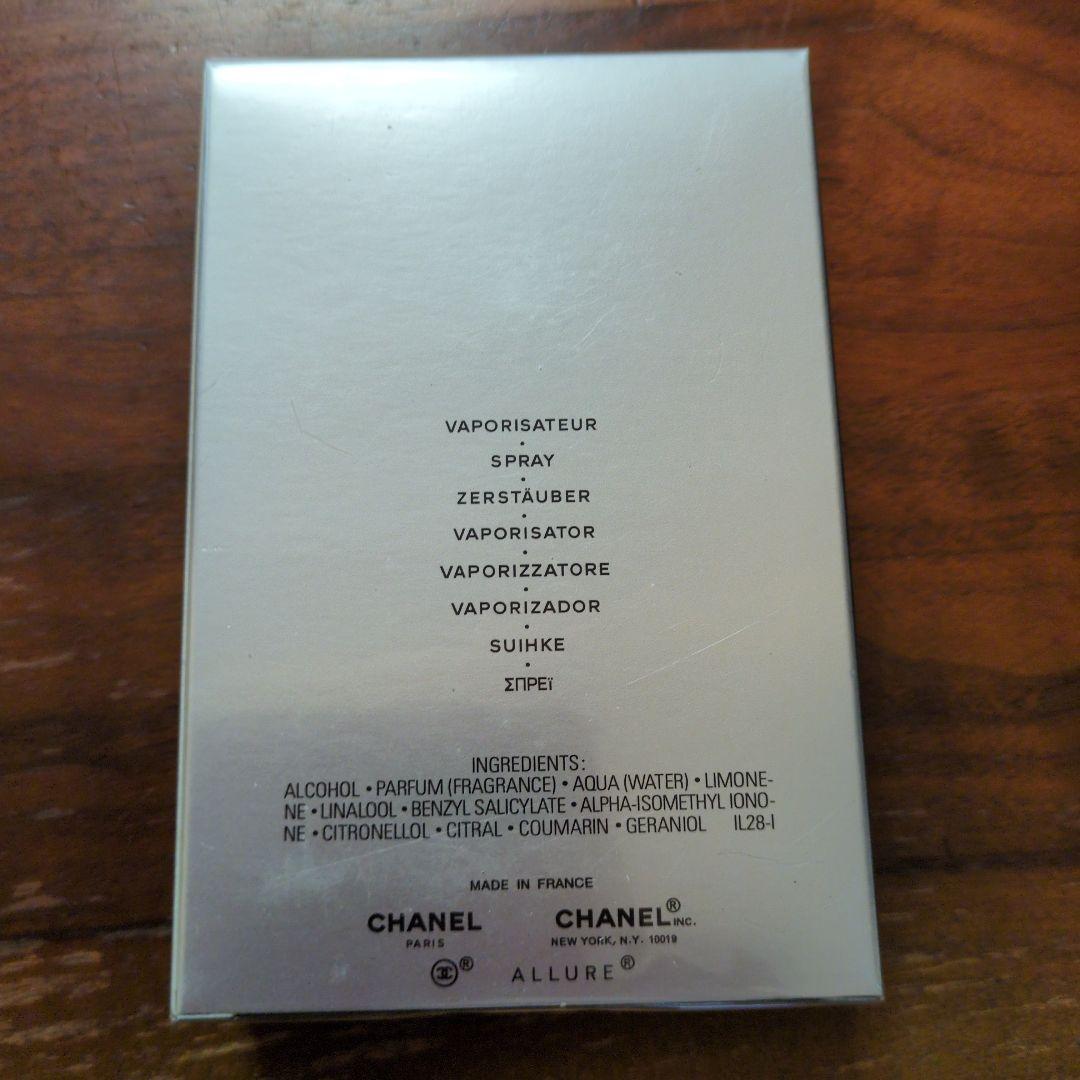 VAPORISATEUR
•
SPRAY
•
ZERSTÄUBER
•
VAPORISATOR
•
VAPORIZZATORE
•
VAPORIZADOR
•
SUIHKE
•
ΣΠΡΕϊ
INGREDIENTS:
ALCOHOL • PARFUM (FRAGRANCE) • AQUA (WATER) • LIMONE-
NE • LINALOOL • BENZYL SALICYLATE • ALPHA-ISOMETHYL IONO-
NE • CITRONELLOL • CITRAL • COUMARIN • GERANIOL IL28-I
MADE IN FRANCE
CHANEL
PARIS
CHANEL® INC.
NEW YORK, N.Y. 10019
®
ALLURE®